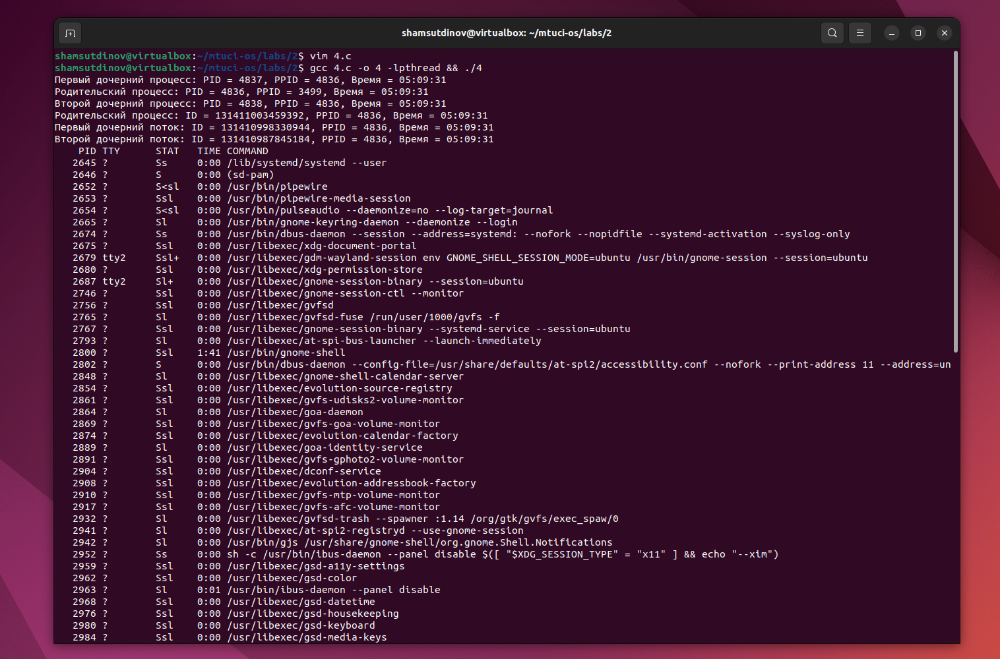 shamsutdinov@virtualbox: ~/mtuci-os/labs/2
shamsutdinov@virtualbox:~/mtuci-os/labs/2$ vim 4.c
shamsutdinov@virtualbox:~/mtuci-os/labs/2$ gcc 4.c -o 4 -lpthread && ./4
Первый дочерний процесс: PID = 4837, PPID = 4836, Время = 05:09:31
Родительский процесс: PID = 4836, PPID = 3499, Время = 05:09:31
Второй дочерний процесс: PID = 4838, PPID = 4836, Время = 05:09:31
Родительский процесс: ID = 131411003459392, PPID = 4836, Время = 05:09:31
Первый дочерний поток: ID = 131410998330944, PPID = 4836, Время = 05:09:31
Второй дочерний поток: ID = 131410987845184, PPID = 4836, Время = 05:09:31
PID TTY STAT TIME COMMAND
2645 ? Ss 0:00 /lib/systemd/systemd --user
2646 ? S 0:00 (sd-pam)
2652 ? S<sl 0:00 /usr/bin/pipewire
2653 ? Ssl 0:00 /usr/bin/pipewire-media-session
2654 ? S<sl 0:00 /usr/bin/pulseaudio --daemonize=no --log-target=journal
2665 ? Sl 0:00 /usr/bin/gnome-keyring-daemon --daemonize --login
2674 ? Ss 0:00 /usr/bin/dbus-daemon --session --address=systemd: --nofork --nopidfile --systemd-activation --syslog-only
2675 ? Ssl 0:00 /usr/libexec/xdg-document-portal
2679 tty2 Ssl+ 0:00 /usr/libexec/gdm-wayland-session env GNOME_SHELL_SESSION_MODE=ubuntu /usr/bin/gnome-session --session=ubuntu
2680 ? Ssl 0:00 /usr/libexec/xdg-permission-store
2687 tty2 Sl+ 0:00 /usr/libexec/gnome-session-binary --session=ubuntu
2746 ? Ssl 0:00 /usr/libexec/gnome-session-ctl --monitor
2756 ? Ssl 0:00 /usr/libexec/gvfsd
2765 ? Sl 0:00 /usr/libexec/gvfsd-fuse /run/user/1000/gvfs -f
2767 ? Ssl 0:00 /usr/libexec/gnome-session-binary --systemd-service --session=ubuntu
2793 ? Sl 0:00 /usr/libexec/at-spi-bus-launcher --launch-immediately
2800 ? Ssl 1:41 /usr/bin/gnome-shell
2802 ? S 0:00 /usr/bin/dbus-daemon --config-file=/usr/share/defaults/at-spi2/accessibility.conf --nofork --print-address 11 --address=un
2848 ? Sl 0:00 /usr/libexec/gnome-shell-calendar-server
2854 ? Ssl 0:00 /usr/libexec/evolution-source-registry
2861 ? Ssl 0:00 /usr/libexec/gvfs-udisks2-volume-monitor
2864 ? Sl 0:00 /usr/libexec/goa-daemon
2869 ? Ssl 0:00 /usr/libexec/gvfs-goa-volume-monitor
2874 ? Ssl 0:00 /usr/libexec/evolution-calendar-factory
2889 ? Sl 0:00 /usr/libexec/goa-identity-service
2891 ? Ssl 0:00 /usr/libexec/gvfs-gphoto2-volume-monitor
2904 ? Ssl 0:00 /usr/libexec/dconf-service
2908 ? Ssl 0:00 /usr/libexec/evolution-addressbook-factory
2910 ? Ssl 0:00 /usr/libexec/gvfs-mtp-volume-monitor
2917 ? Ssl 0:00 /usr/libexec/gvfs-afc-volume-monitor
2932 ? Sl 0:00 /usr/libexec/gvfsd-trash --spawner :1.14 /org/gtk/gvfs/exec_spaw/0
2941 ? Sl 0:00 /usr/libexec/at-spi2-registryd --use-gnome-session
2942 ? Sl 0:00 /usr/bin/gjs /usr/share/gnome-shell/org.gnome.Shell.Notifications
2952 ? Ss 0:00 sh -c /usr/bin/ibus-daemon --panel disable $([ "$XDG_SESSION_TYPE" = "x11" ] && echo "--xim")
2959 ? Ssl 0:00 /usr/libexec/gsd-a11y-settings
2962 ? Ssl 0:00 /usr/libexec/gsd-color
2963 ? Sl 0:01 /usr/bin/ibus-daemon --panel disable
2968 ? Ssl 0:00 /usr/libexec/gsd-datetime
2976 ? Ssl 0:00 /usr/libexec/gsd-housekeeping
2980 ? Ssl 0:00 /usr/libexec/gsd-keyboard
2984 ? Ssl 0:00 /usr/libexec/gsd-media-keys